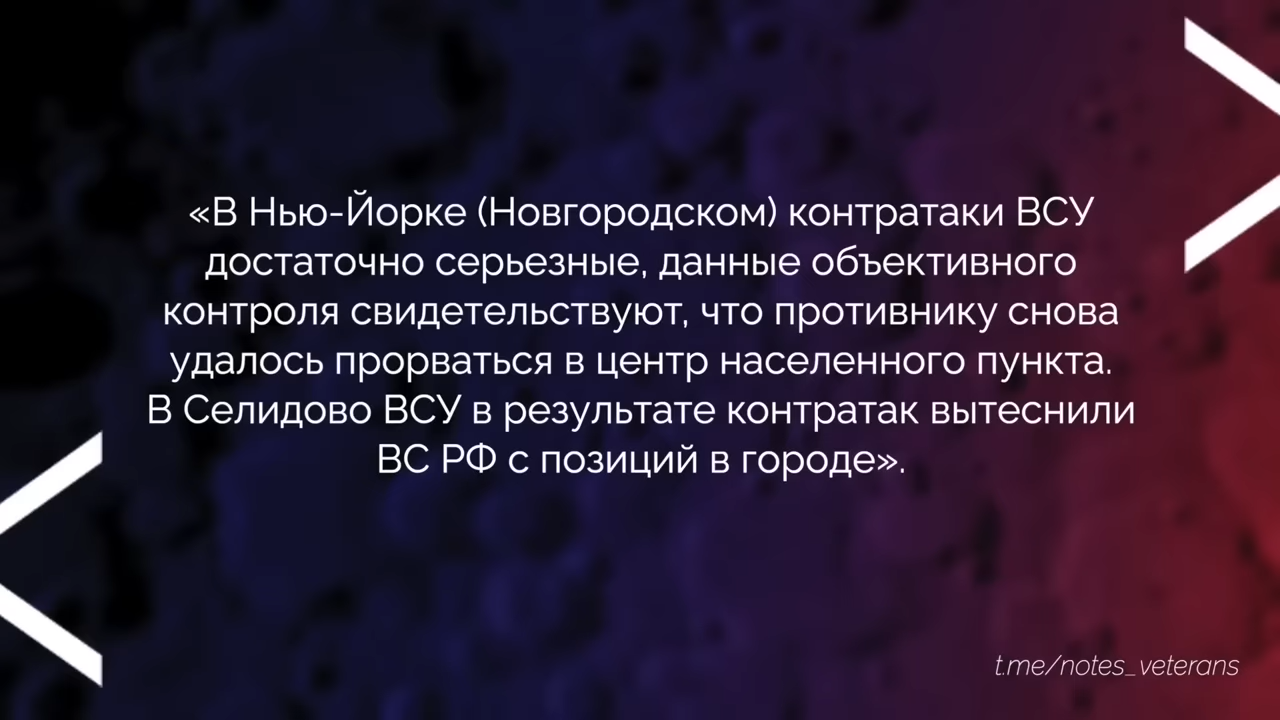 «В Нью-Йорке (Новгородском) контратаки ВСУ
достаточно серьезные, данные объективного
контроля свидетельствуют, что противнику снова
удалось прорваться в центр населенного пункта.
В Селидово ВСУ в результате контратак вытеснили
ВС РФ с позиций в городе».
t.me/notes_veterans